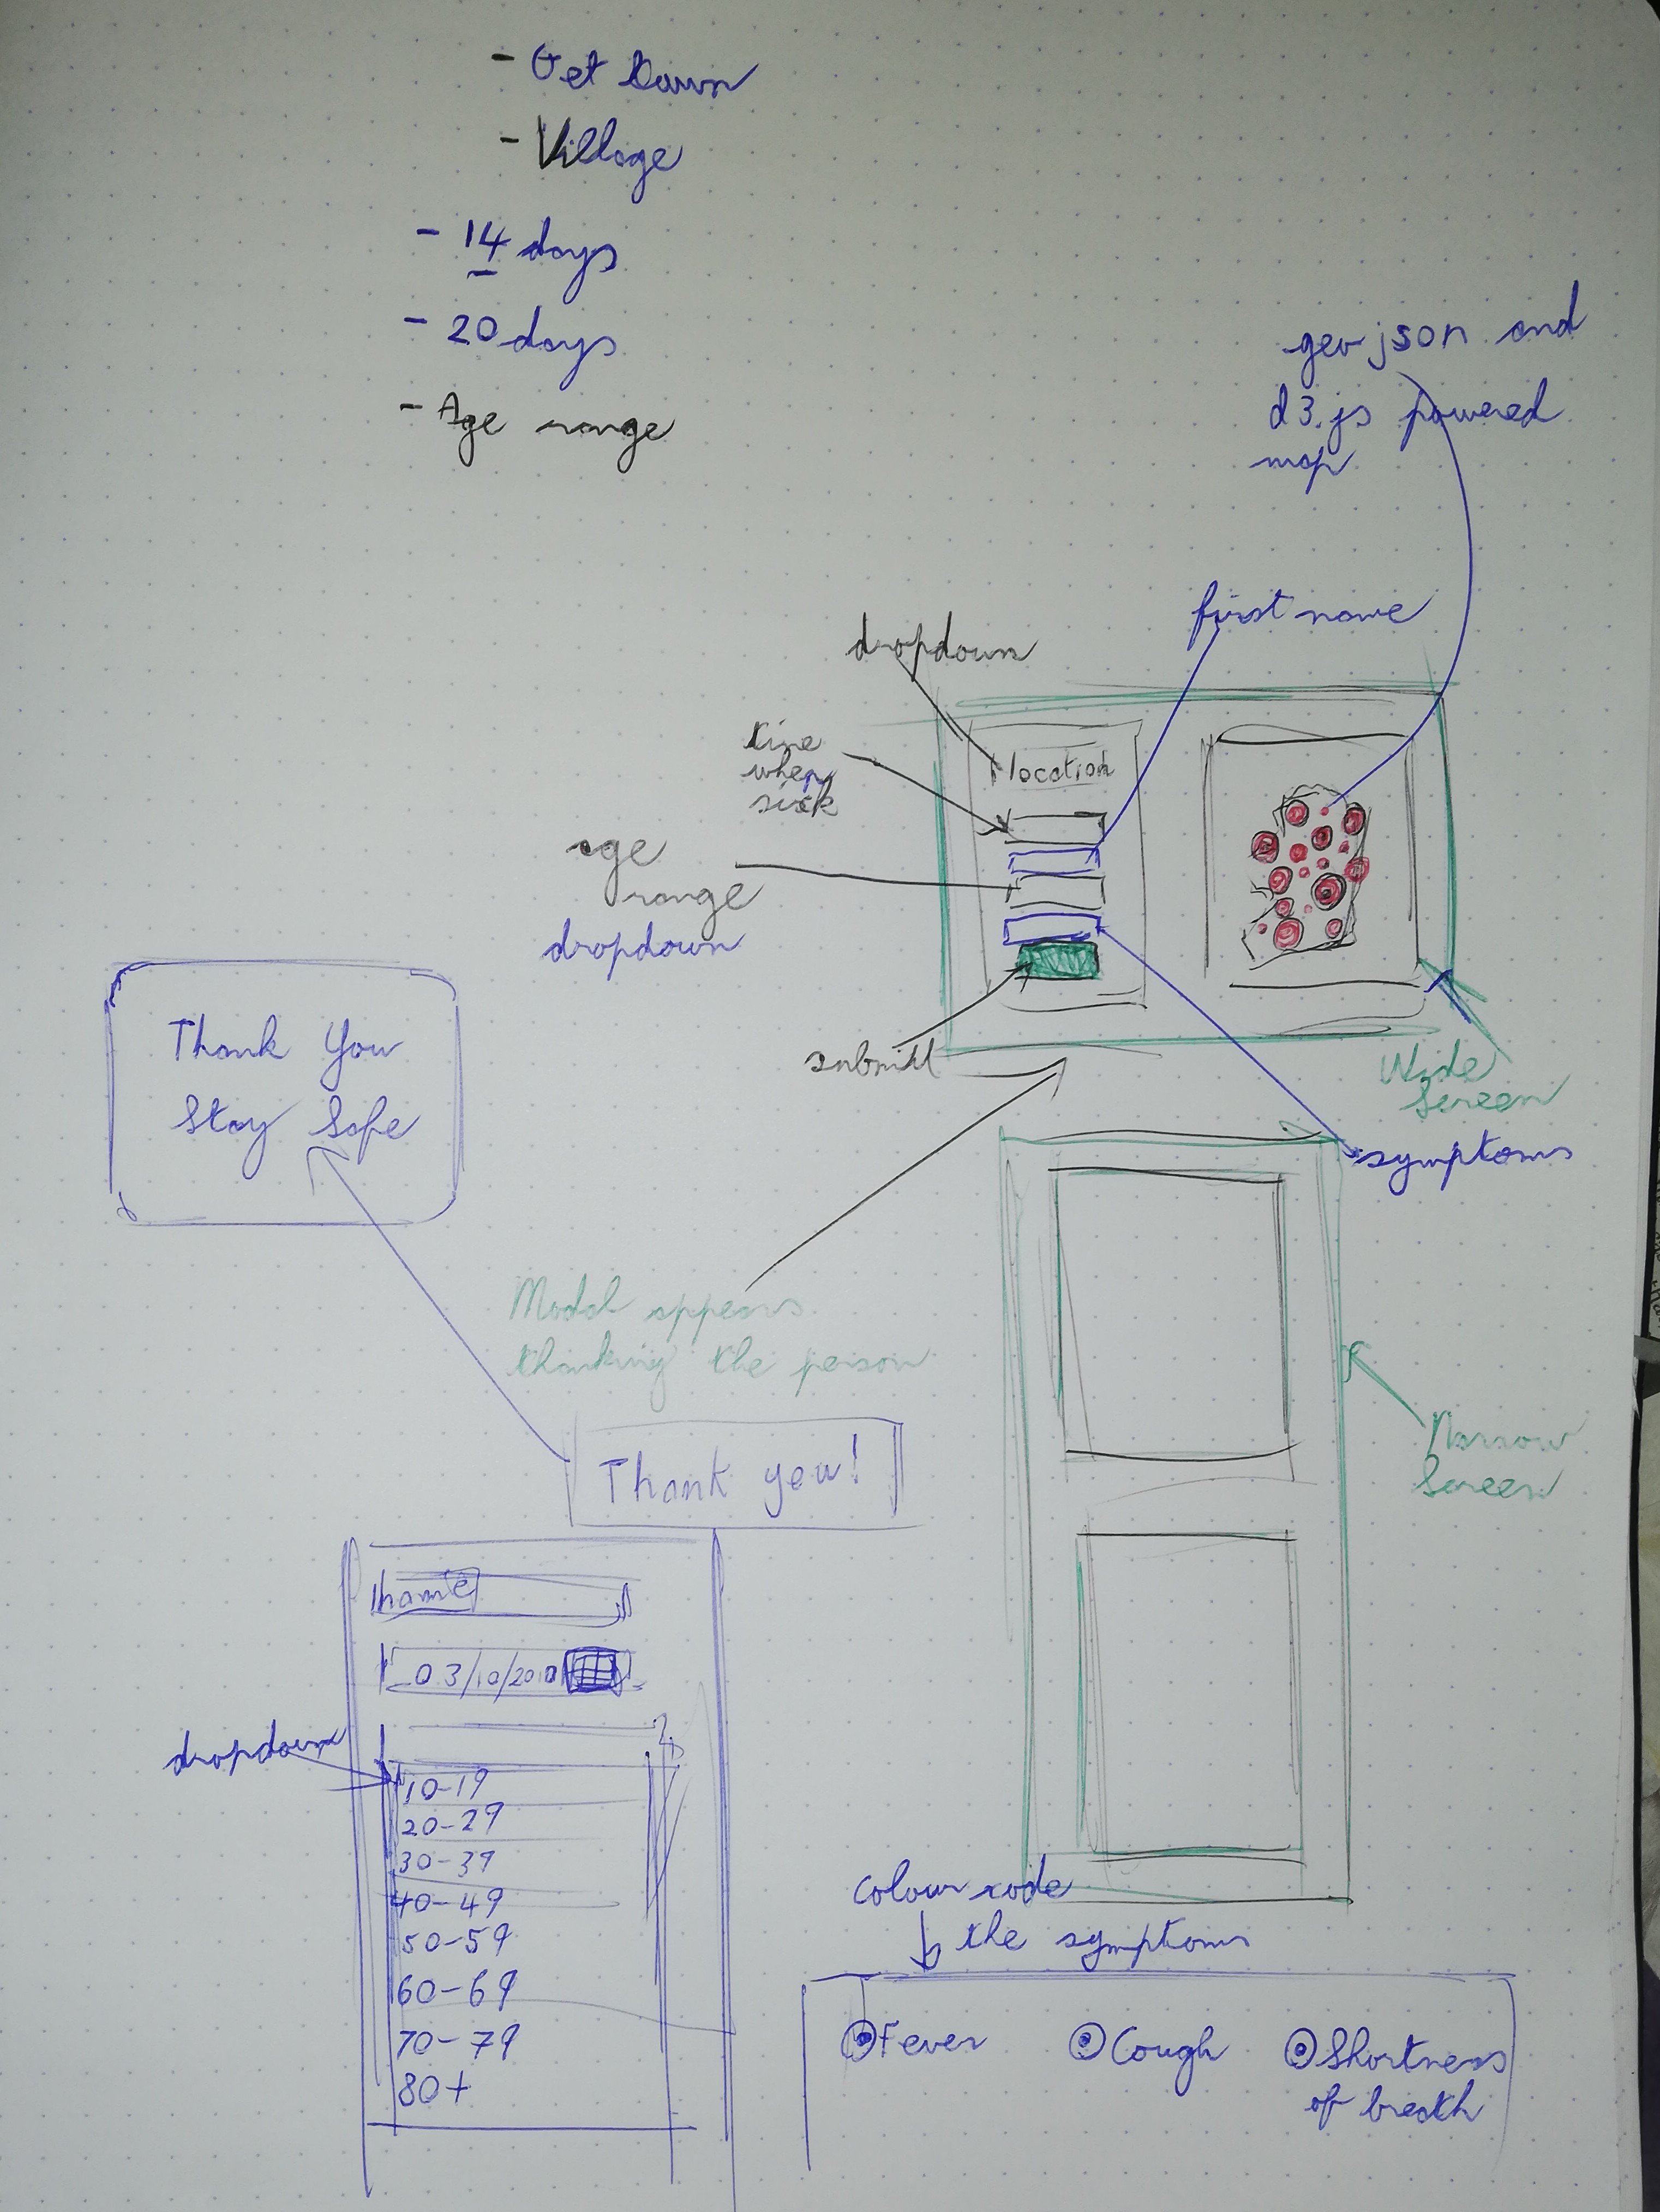 - Get Town
- Village
- 14 days
- 20 days
- Age range
geo json and
d3.js powered
map
first name
dropdown
time
when
sick
location
age
range
dropdown
submit
Wide
Screen
symptoms
Thank You
Stay Safe
Modal appears
thanking the person
Thank you!
Narrow
Screen
name
03/10/2010
dropdown
10-19
20-29
30-39
40-49
50-59
60-69
70-79
80+
Colour code
the symptoms
Fever
Cough
Shortness
of breath